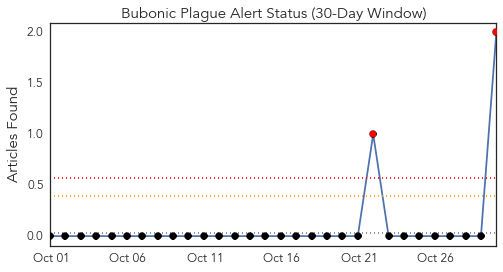 Bubonic Plague Alert Status (30-Day Window)
Articles Found
2.0
1.5
1.0
0.5
0.0
Oct 01 Oct 06 Oct 11 Oct 16 Oct 21 Oct 26